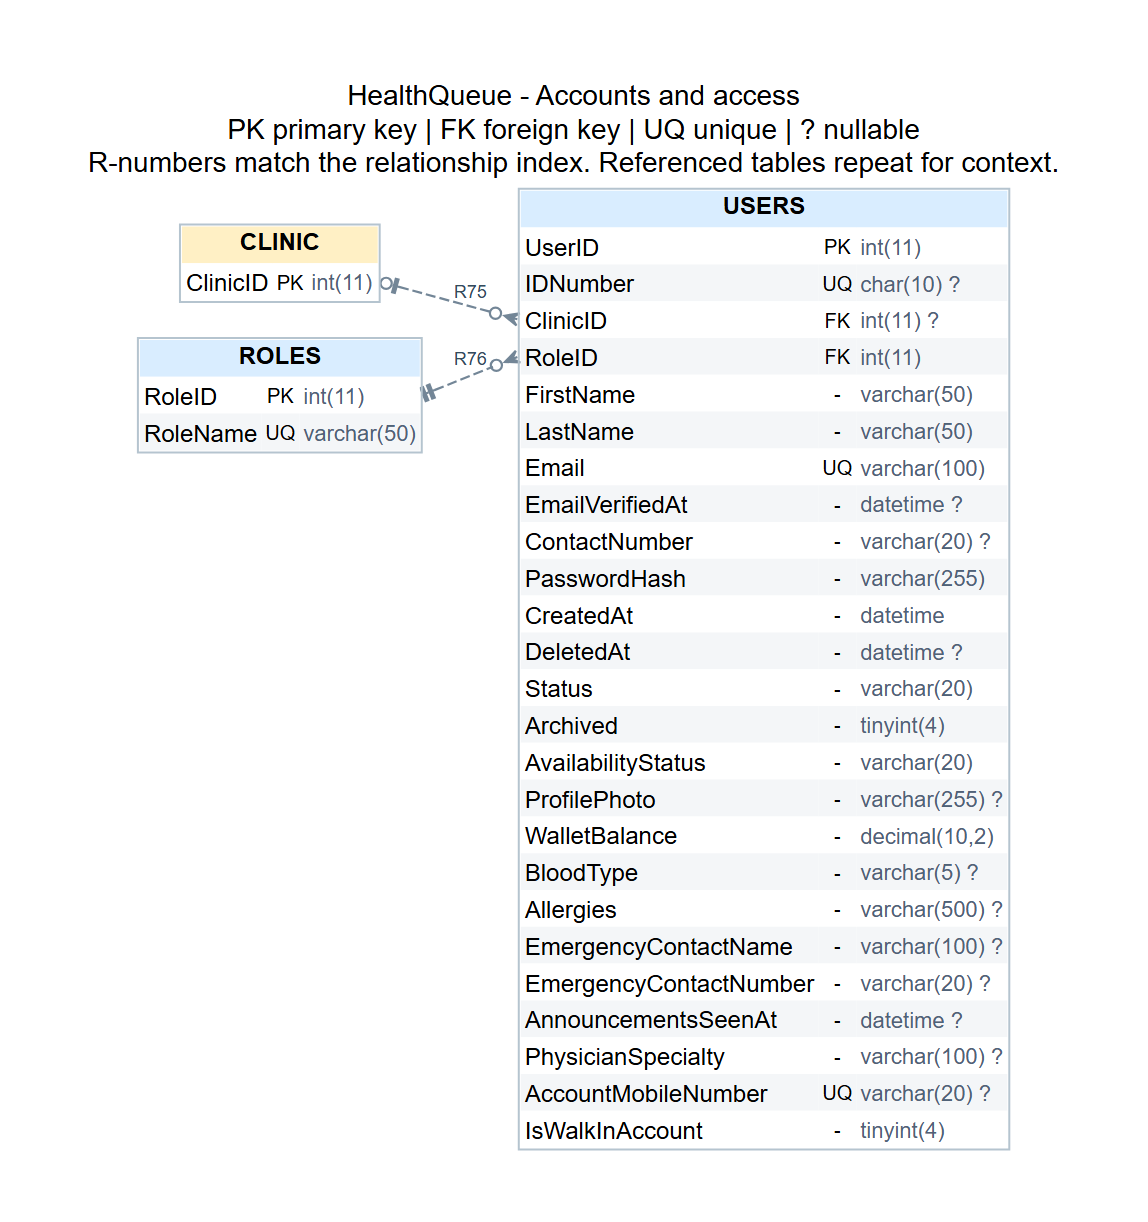 HealthQueue - Accounts and access
PK primary key | FK foreign key | UQ unique | ? nullable
R-numbers match the relationship index. Referenced tables repeat for context.
CLINIC
ClinicID PK int(11)
R75
ROLES
RoleID PK int(11)
RoleName UQ varchar(50)
R76
USERS
UserID PK int(11)
IDNumber UQ char(10) ?
ClinicID FK int(11) ?
RoleID FK int(11)
FirstName - varchar(50)
LastName - varchar(50)
Email UQ varchar(100)
EmailVerifiedAt - datetime ?
ContactNumber - varchar(20) ?
PasswordHash - varchar(255)
CreatedAt - datetime
DeletedAt - datetime ?
Status - varchar(20)
Archived - tinyint(4)
AvailabilityStatus - varchar(20)
ProfilePhoto - varchar(255) ?
WalletBalance - decimal(10,2)
BloodType - varchar(5) ?
Allergies - varchar(500) ?
EmergencyContactName - varchar(100) ?
EmergencyContactNumber - varchar(20) ?
AnnouncementsSeenAt - datetime ?
PhysicianSpecialty - varchar(100) ?
AccountMobileNumber UQ varchar(20) ?
IsWalkInAccount - tinyint(4)